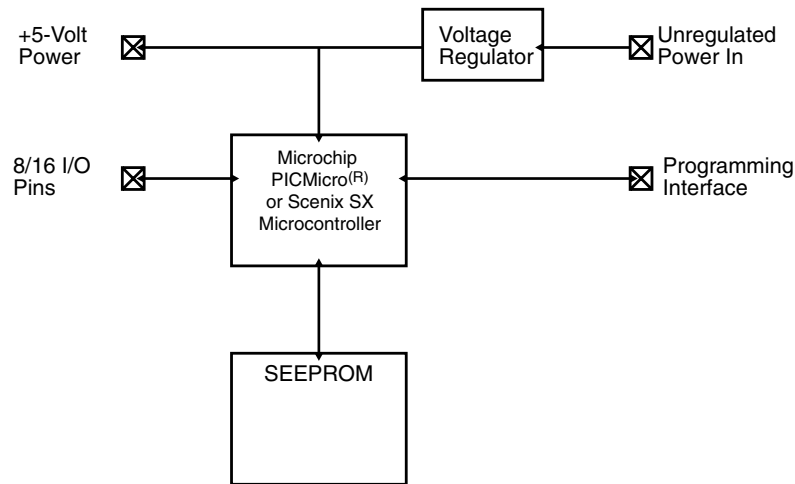 +5-Volt
Power
Voltage
Regulator
Unregulated
Power In
8/16 I/O
Pins
Microchip
PICMicro(R)
or Scenix SX
Microcontroller
Programming
Interface
SEEPROM